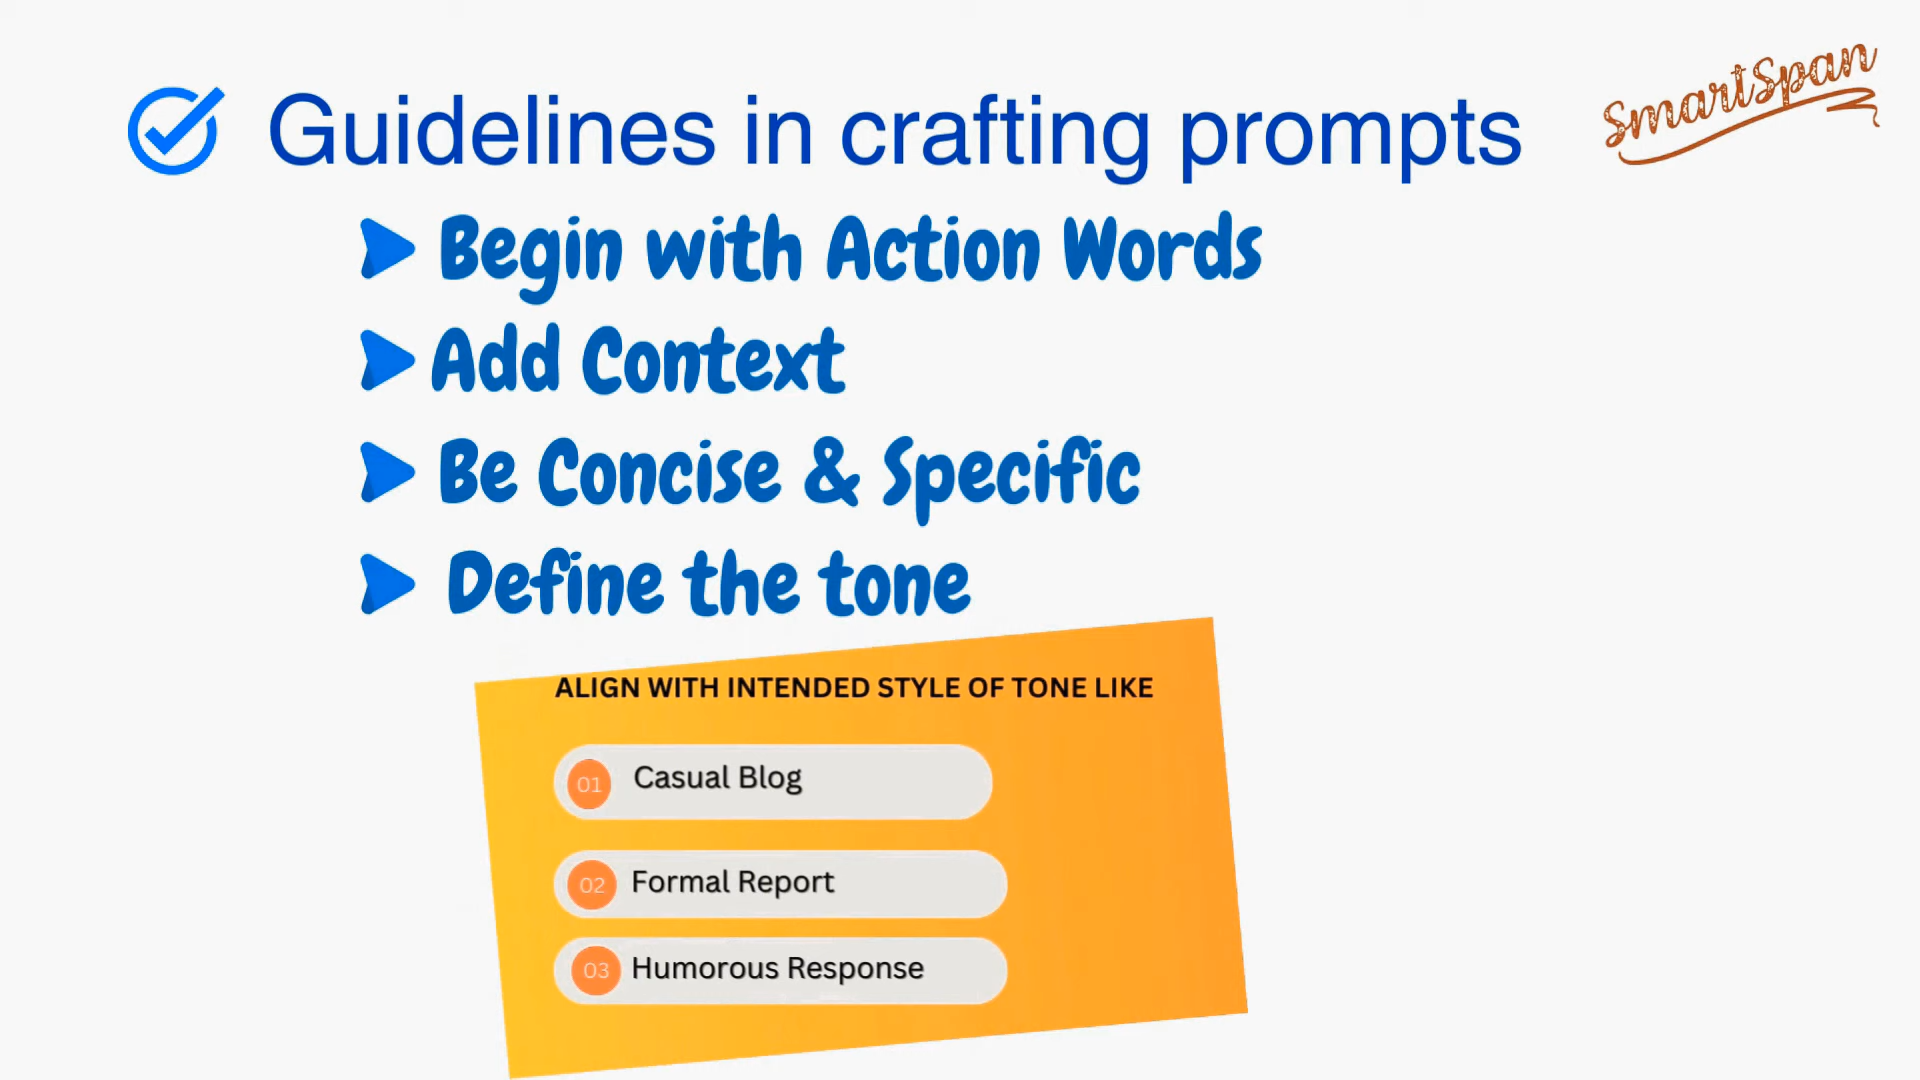 Guidelines in crafting prompts
SmartSpan
Begin with Action Words
Add Context
Be Concise & Specific
Define the tone
ALIGN WITH INTENDED STYLE OF TONE LIKE
01 Casual Blog
02 Formal Report
03 Humorous Response